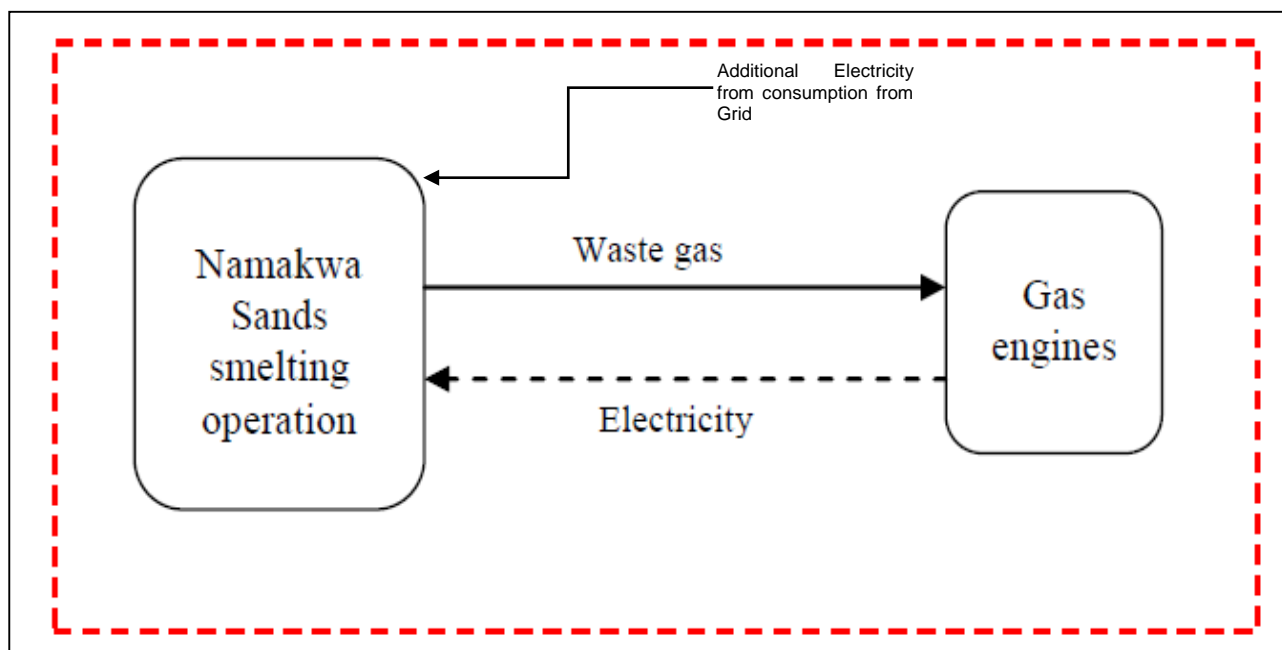 Additional Electricity
from consumption from
Grid
Namakwa
Sands
smelting
operation
Waste gas
Electricity
Gas
engines